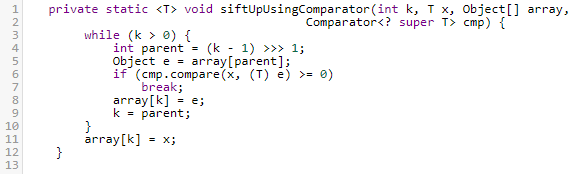 1 private static <T> void siftUpUsingComparator(int k, T x, Object[] array,
2 Comparator<? super T> cmp) {
3 while (k > 0) {
4 int parent = (k - 1) >>> 1;
5 Object e = array[parent];
6 if (cmp.compare(x, (T) e) >= 0)
7 break;
8 array[k] = e;
9 k = parent;
10 }
11 array[k] = x;
12 }
13